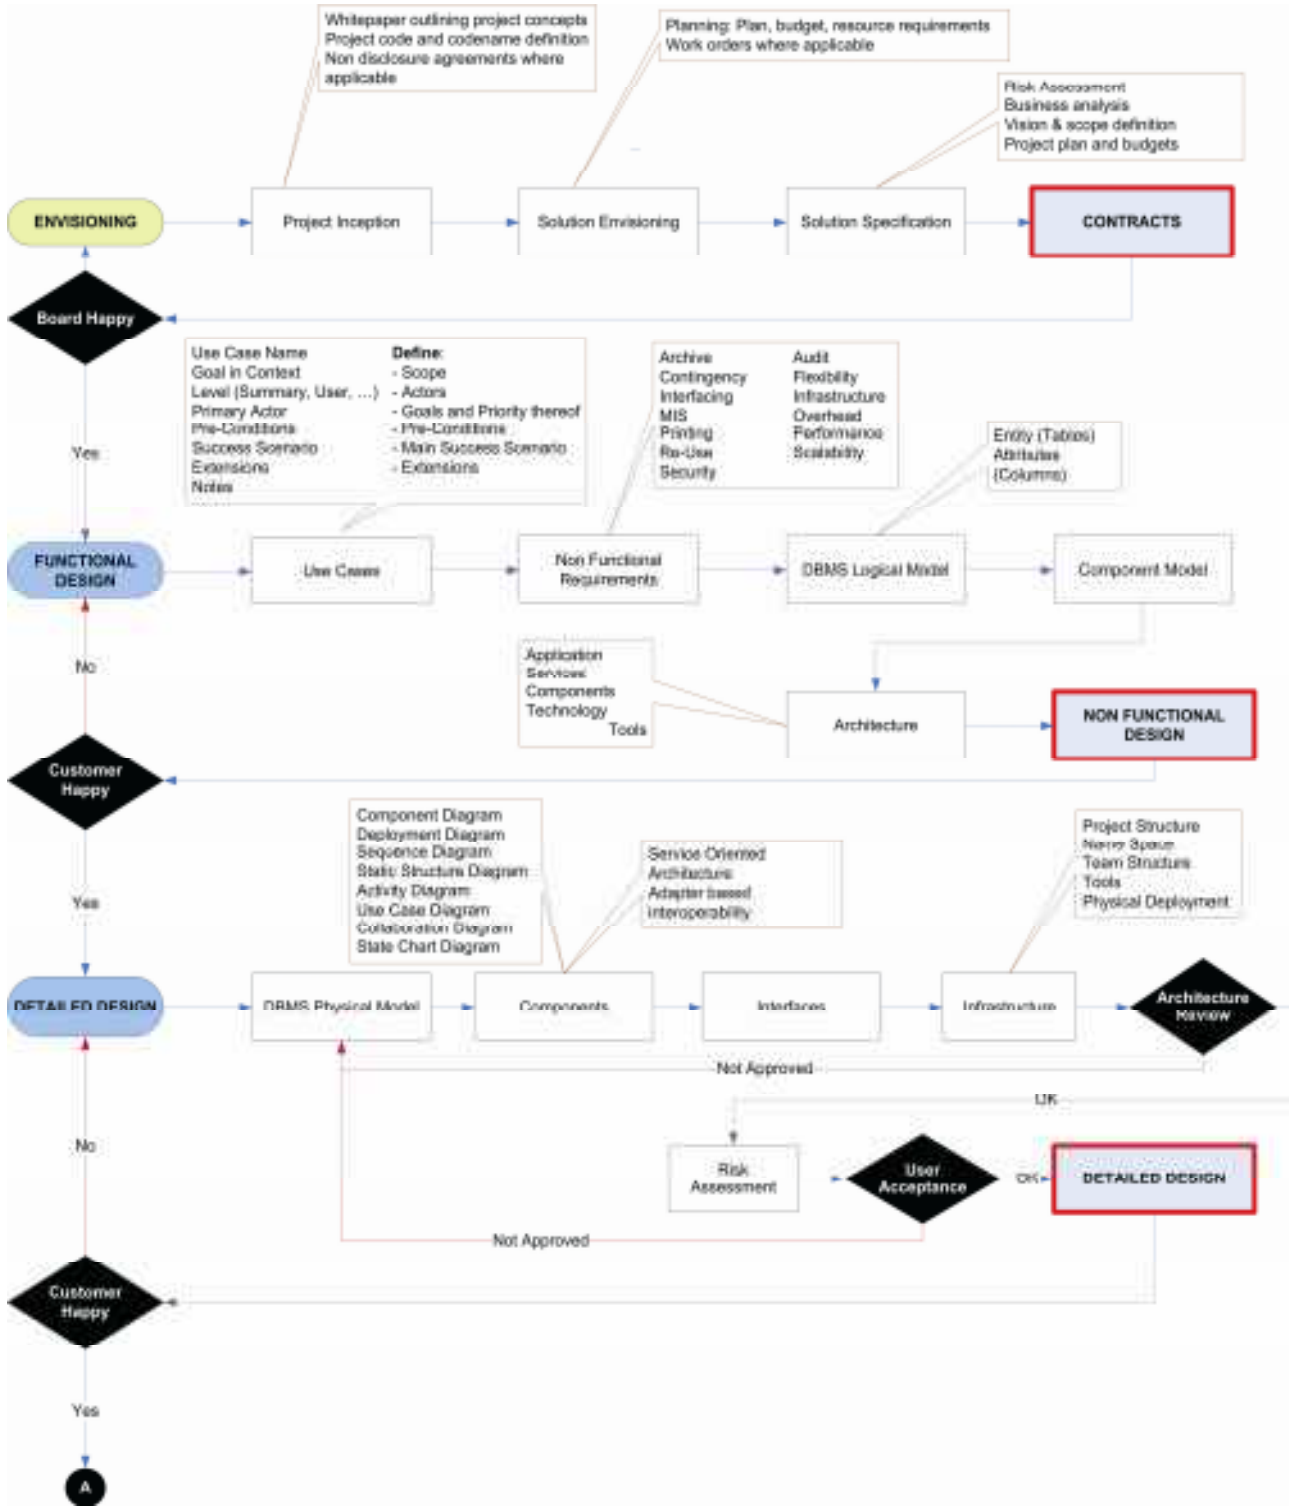 Whitepaper outlining project concepts
Project code and codename definition
Non disclosure agreements where
applicable
Planning: Plan, budget, resource requirements
Work orders where applicable
Risk Assessment
Business analysis
Vision & scope definition
Project plan and budgets
ENVISIONING
Project Inception
Solution Envisioning
Solution Specification
CONTRACTS
Board Happy
Use Case Name
Goal in Context
Level (Summary, User, ...)
Primary Actor
Pre-Conditions
Success Scenario
Extensions
Notes
Define:
- Scope
- Actors
- Goals and Priority thereof
- Pre-Conditions
- Main Success Scenario
- Extensions
Archive
Contingency
Interfacing
MIS
Printing
Re-Use
Security
Audit
Flexibility
Infrastructure
Overhead
Performance
Scalability
Entity (Tables)
Attributes
(Columns)
Yes
FUNCTIONAL
DESIGN
Use Cases
Non Functional
Requirements
DBMS Logical Model
Component Model
No
Application
Services
Components
Technology
Tools
Architecture
NON FUNCTIONAL
DESIGN
Customer
Happy
Component Diagram
Deployment Diagram
Sequence Diagram
Static Structure Diagram
Activity Diagram
Use Case Diagram
Collaboration Diagram
State Chart Diagram
Service Oriented
Architecture
Adapter based
interoperability
Project Structure
Name Space
Team Structure
Tools
Physical Deployment
Yes
DETAILED DESIGN
DBMS Physical Model
Components
Interfaces
Infrastructure
Architecture
Review
Not Approved
OK
No
Risk
Assessment
User
Acceptance
OK
DETAILED DESIGN
Not Approved
Customer
Happy
Yes
A